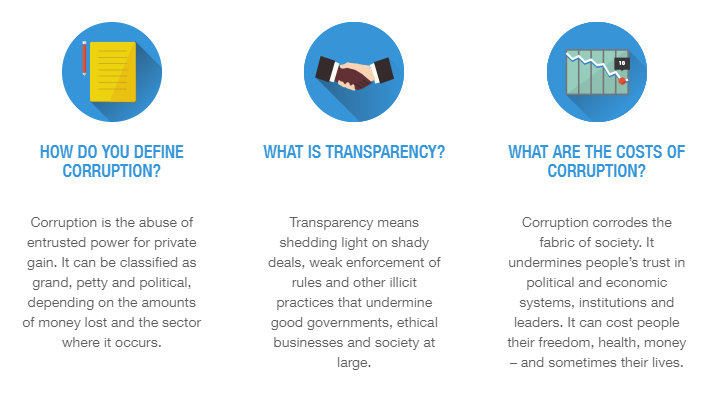 HOW DO YOU DEFINE
CORRUPTION?
Corruption is the abuse of
entrusted power for private
gain. It can be classified as
grand, petty and political,
depending on the amounts
of money lost and the sector
where it occurs.
WHAT IS TRANSPARENCY?
Transparency means
shedding light on shady
deals, weak enforcement of
rules and other illicit
practices that undermine
good governments, ethical
businesses and society at
large.
18
WHAT ARE THE COSTS OF
CORRUPTION?
Corruption corrodes the
fabric of society. It
undermines people’s trust in
political and economic
systems, institutions and
leaders. It can cost people
their freedom, health, money
– and sometimes their lives.